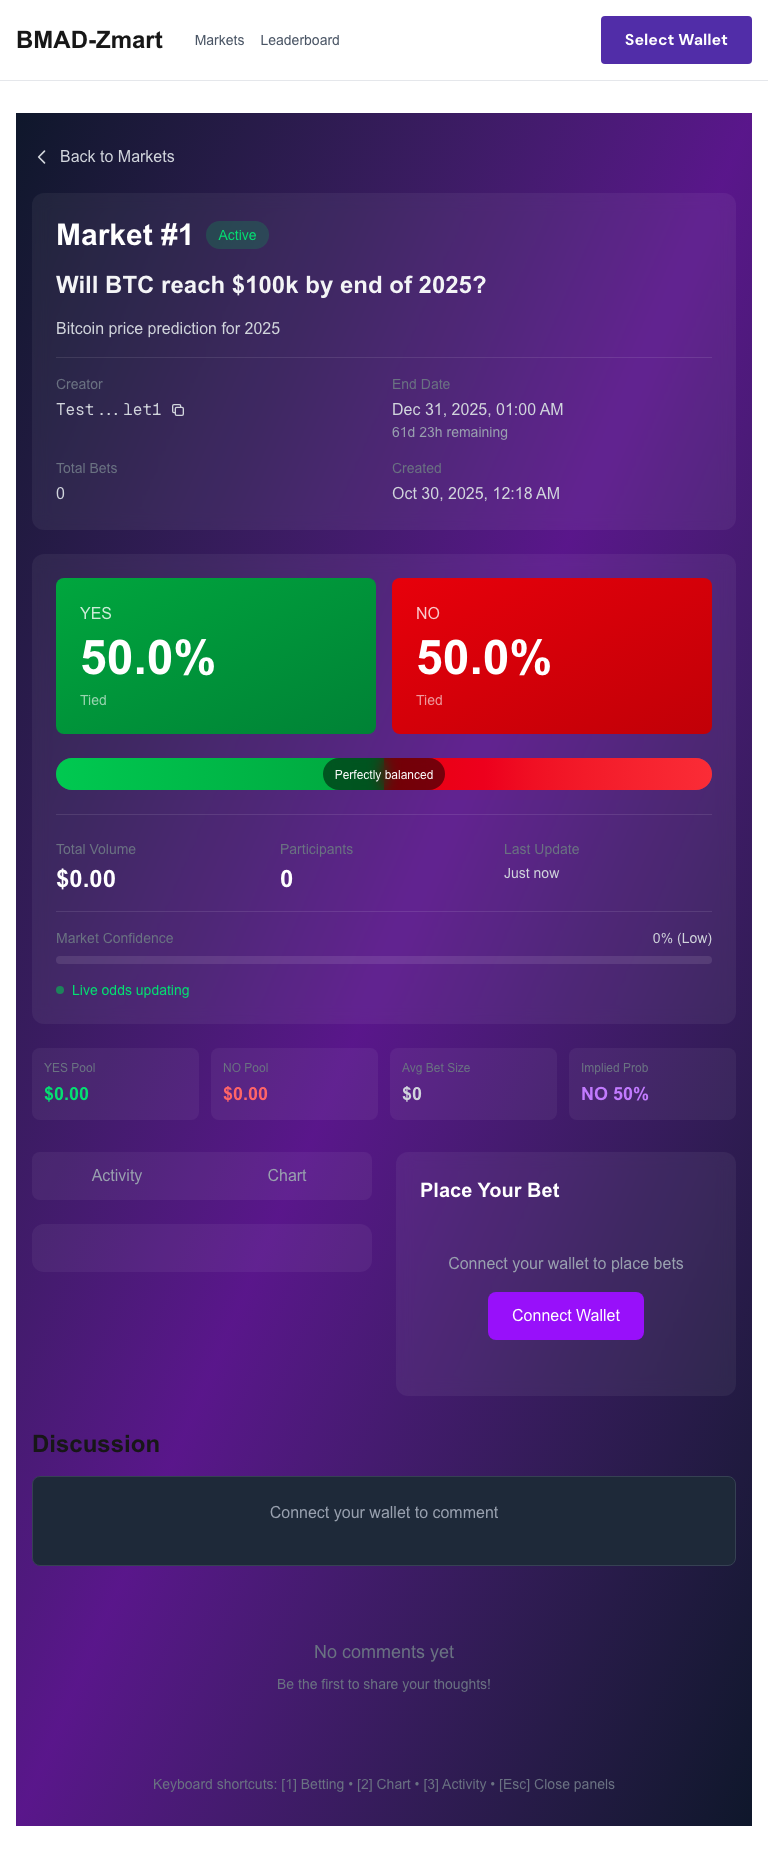 BMAD-Zmart Markets Leaderboard Select Wallet
Back to Markets
Market #1 Active
Will BTC reach $100k by end of 2025?
Bitcoin price prediction for 2025
Creator End Date
Test...let1 Dec 31, 2025, 01:00 AM
61d 23h remaining
Total Bets Created
0 Oct 30, 2025, 12:18 AM
YES NO
50.0% 50.0%
Tied Tied
Perfectly balanced
Total Volume Participants Last Update
$0.00 0 Just now
Market Confidence 0% (Low)
Live odds updating
YES Pool NO Pool Avg Bet Size Implied Prob
$0.00 $0.00 $0 NO 50%
Activity Chart
Place Your Bet
Connect your wallet to place bets
Connect Wallet
Discussion
Connect your wallet to comment
No comments yet
Be the first to share your thoughts!
Keyboard shortcuts: [1] Betting • [2] Chart • [3] Activity • [Esc] Close panels